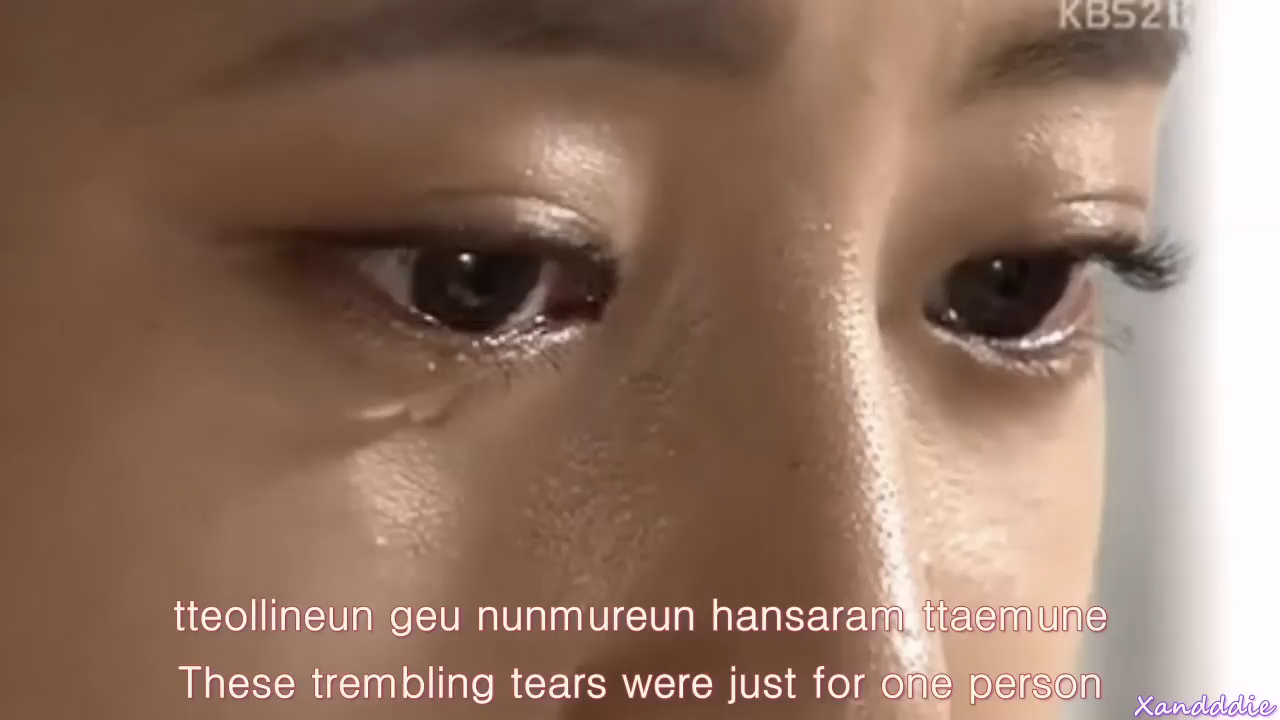 KBS2
tteollineun geu nunmureun hansaram ttaemune
These trembling tears were just for one person
Xandddie